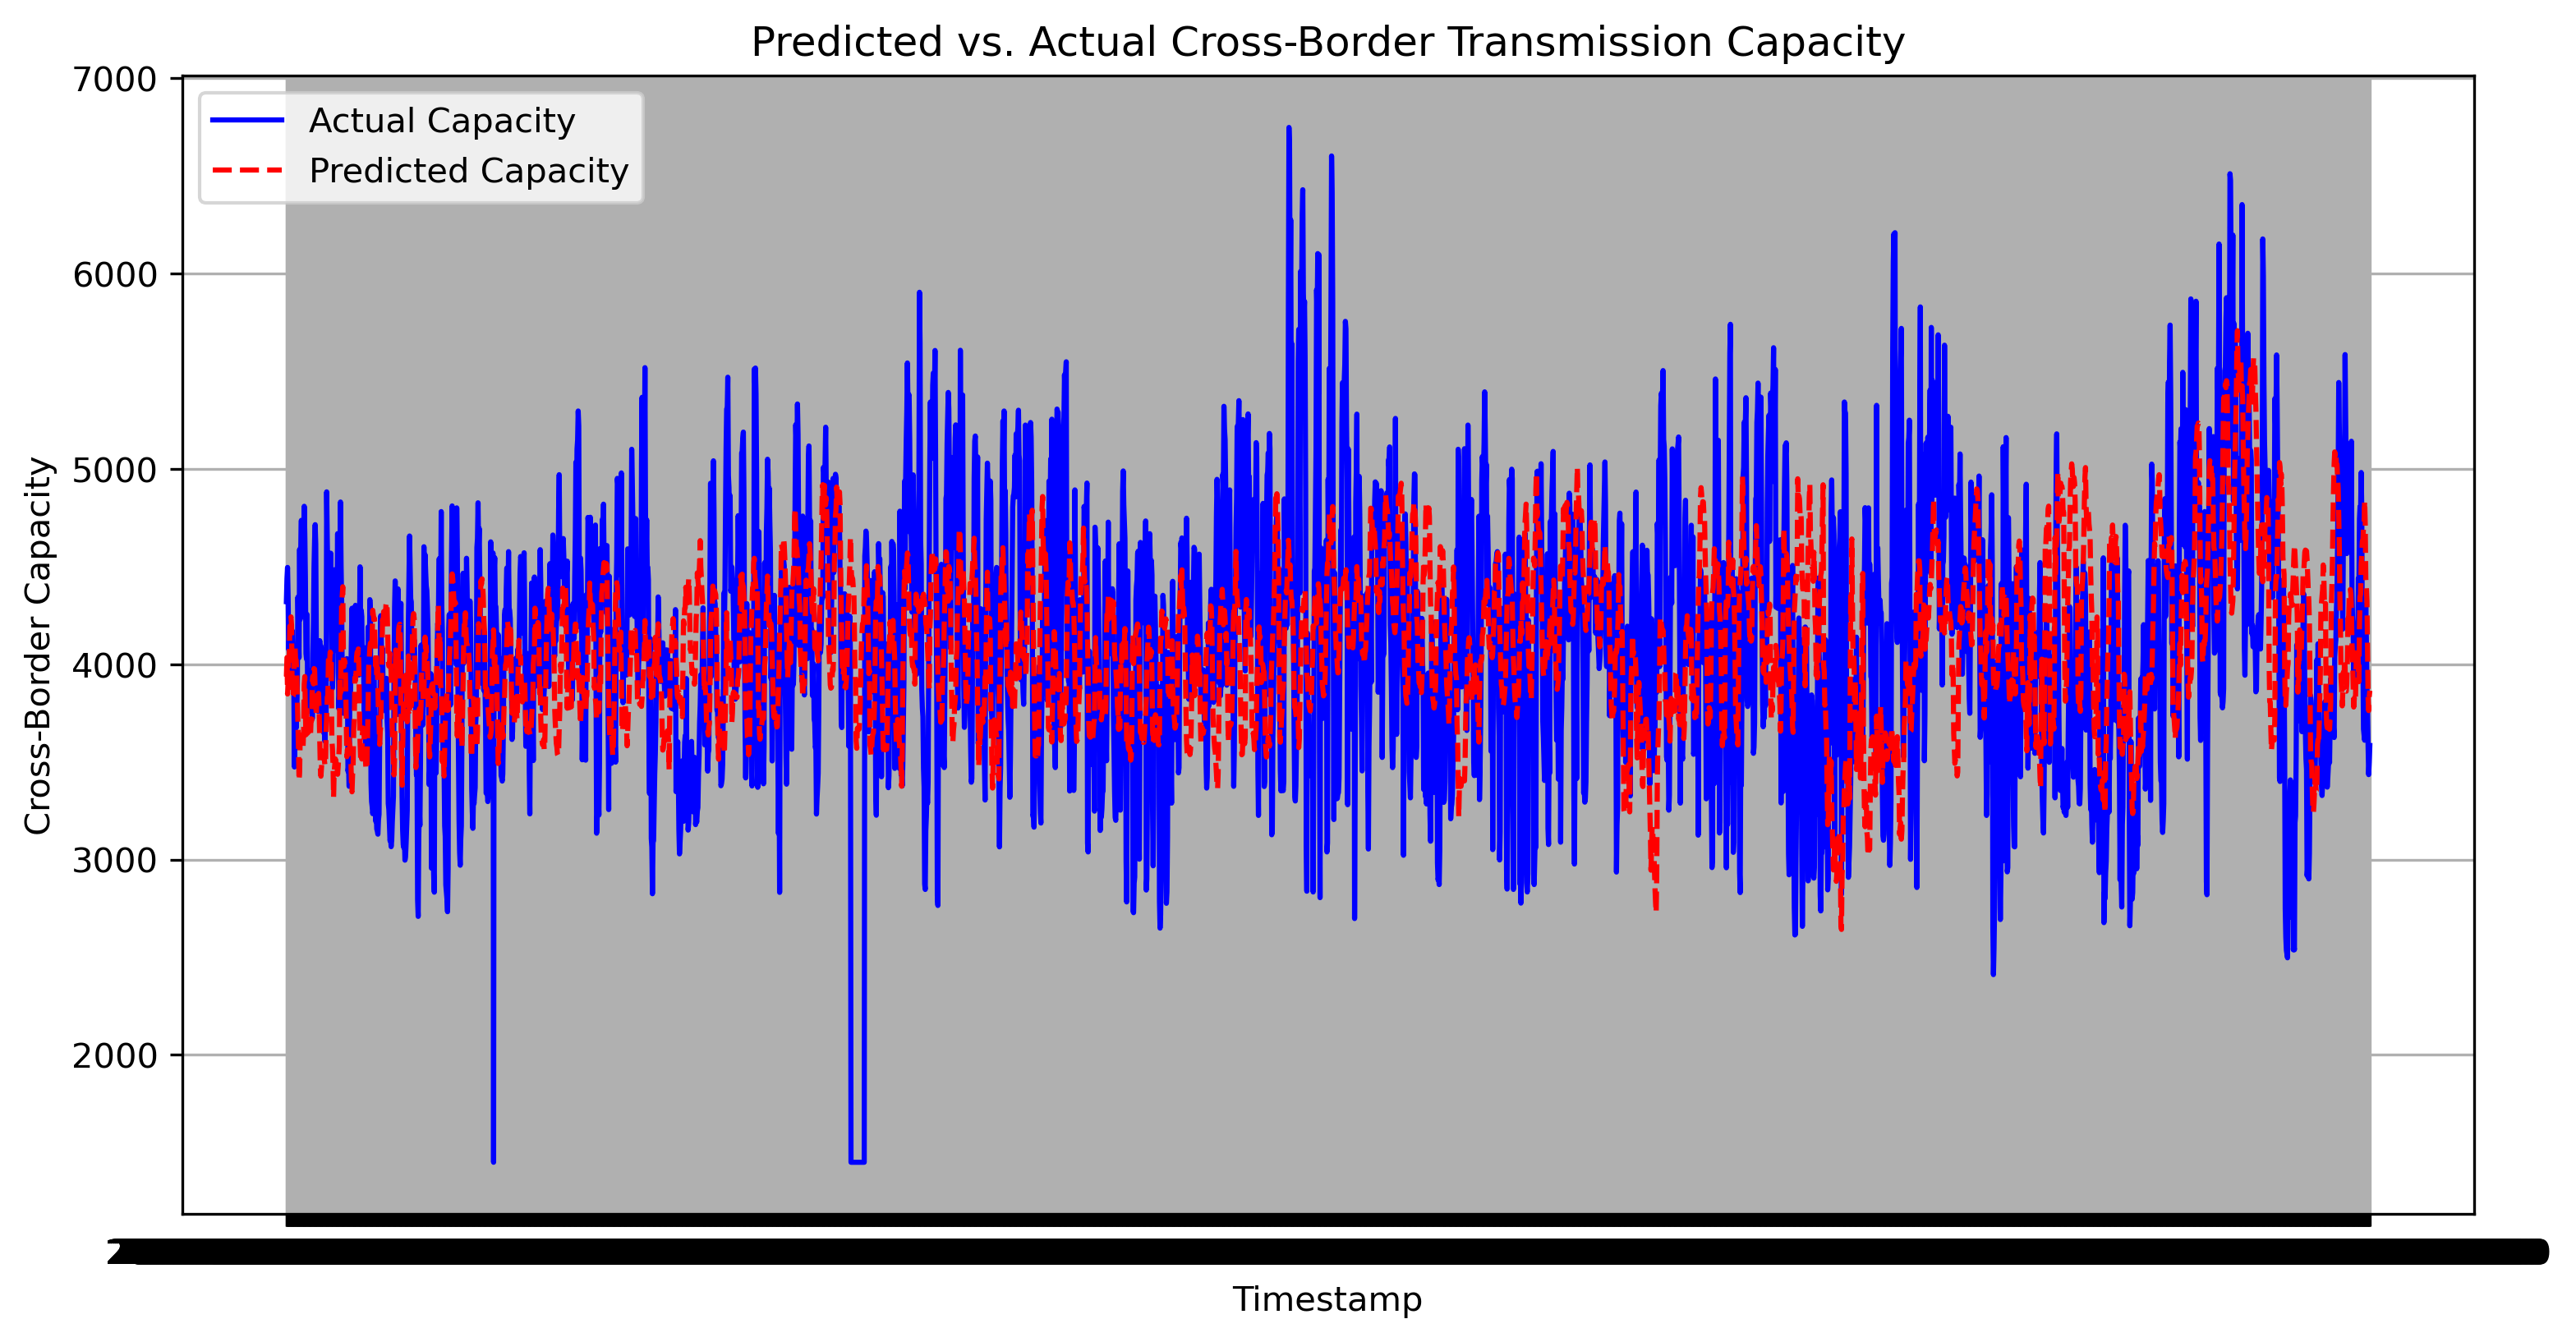 Predicted vs. Actual Cross-Border Transmission Capacity
7000
6000
5000
4000
3000
2000
Cross-Border Capacity
Actual Capacity
Predicted Capacity
Timestamp